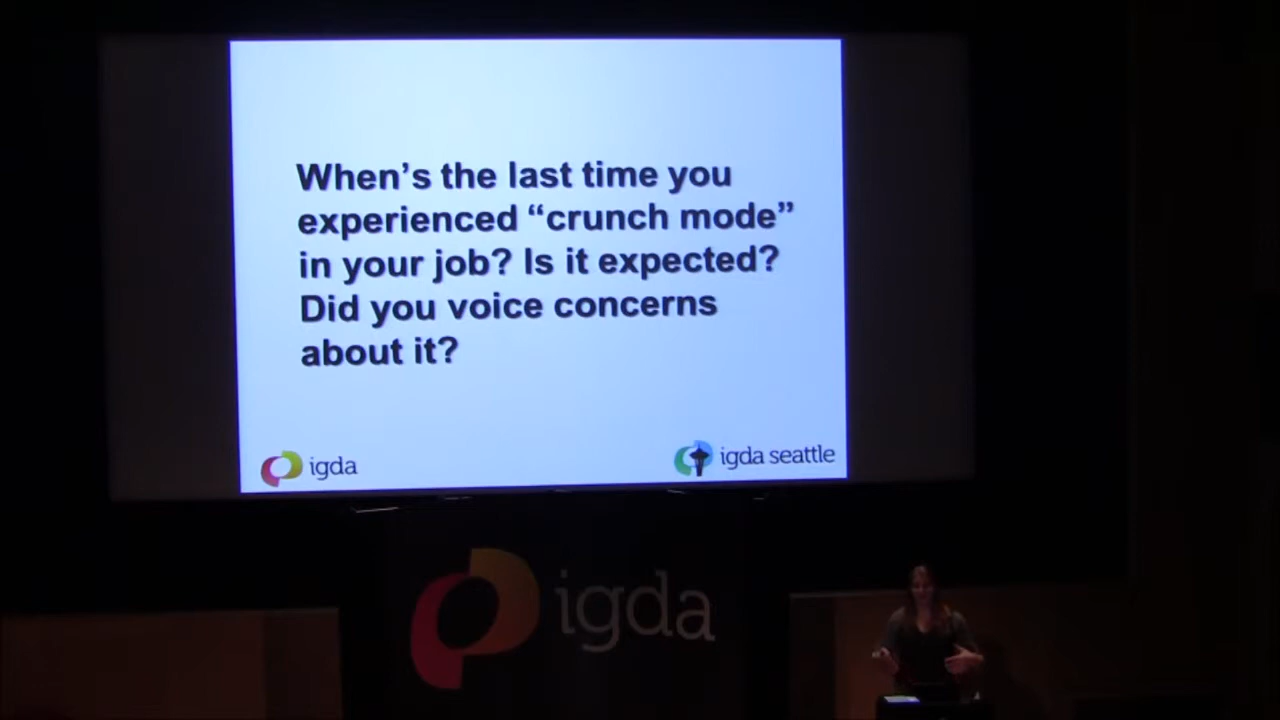 When’s the last time you
experienced “crunch mode”
in your job? Is it expected?
Did you voice concerns
about it?
igda
igda seattle
igda